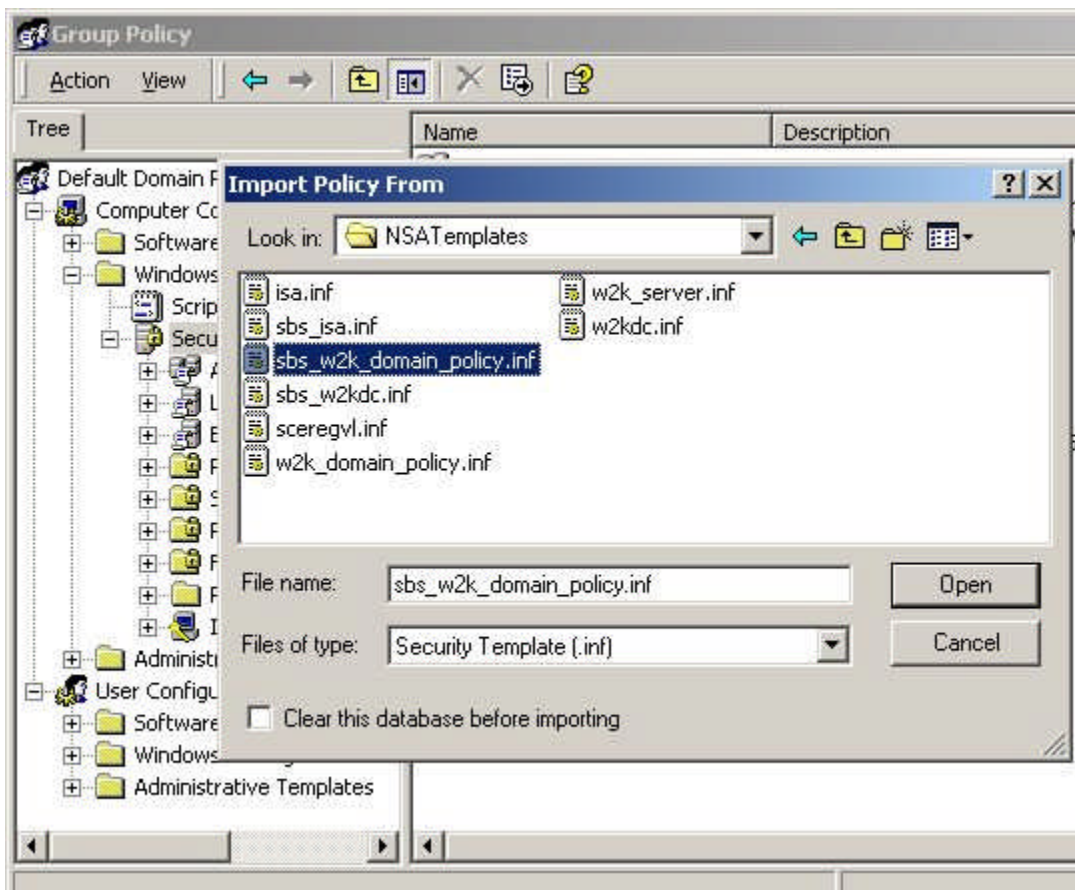 Group Policy
Action View
Tree
Name Description
Default Domain P
Computer Co
Software
Windows
Scrip
Secu
Administ
User Configu
Software
Windows
Administrative Templates
Import Policy From
Look in: NSATemplates
isa.inf
sbs_isa.inf
sbs_w2k_domain_policy.inf
sbs_w2kdc.inf
sceregvl.inf
w2k_domain_policy.inf
w2k_server.inf
w2kdc.inf
File name: sbs_w2k_domain_policy.inf
Open
Files of type: Security Template (.inf)
Cancel
Clear this database before importing